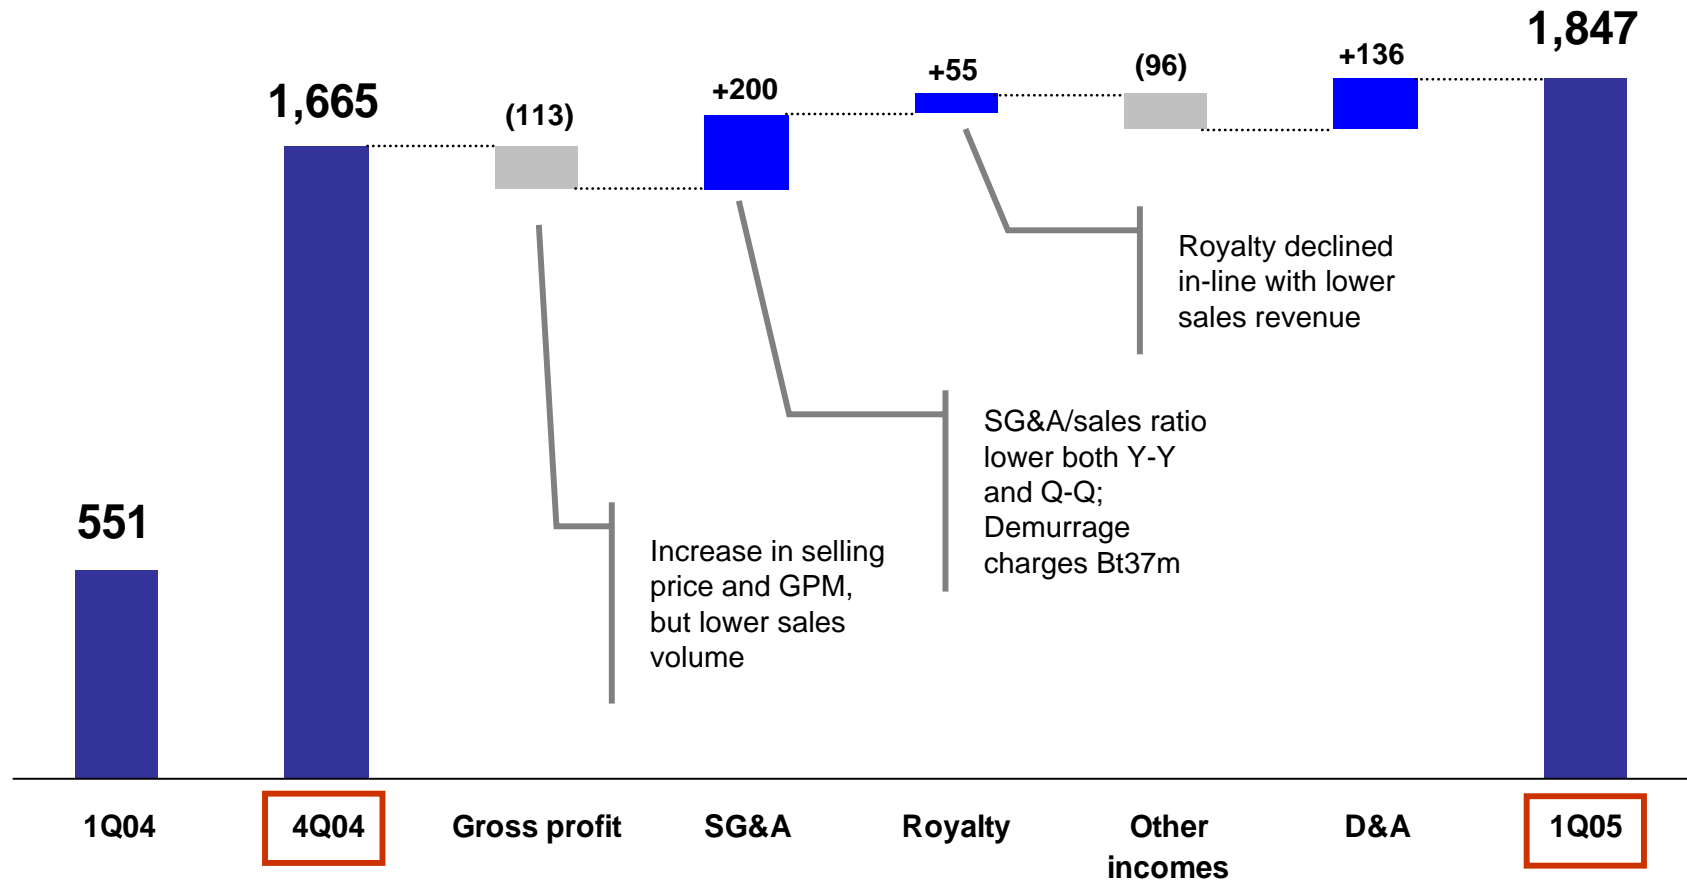 1,847
+136
(96)
+55
+200
1,665
(113)
Royalty declined
in-line with lower
sales revenue
SG&A/sales ratio
lower both Y-Y
and Q-Q;
Demurrage
charges Bt37m
551
Increase in selling
price and GPM,
but lower sales
volume
1Q04
4Q04
Gross profit
SG&A
Royalty
Other
incomes
D&A
1Q05